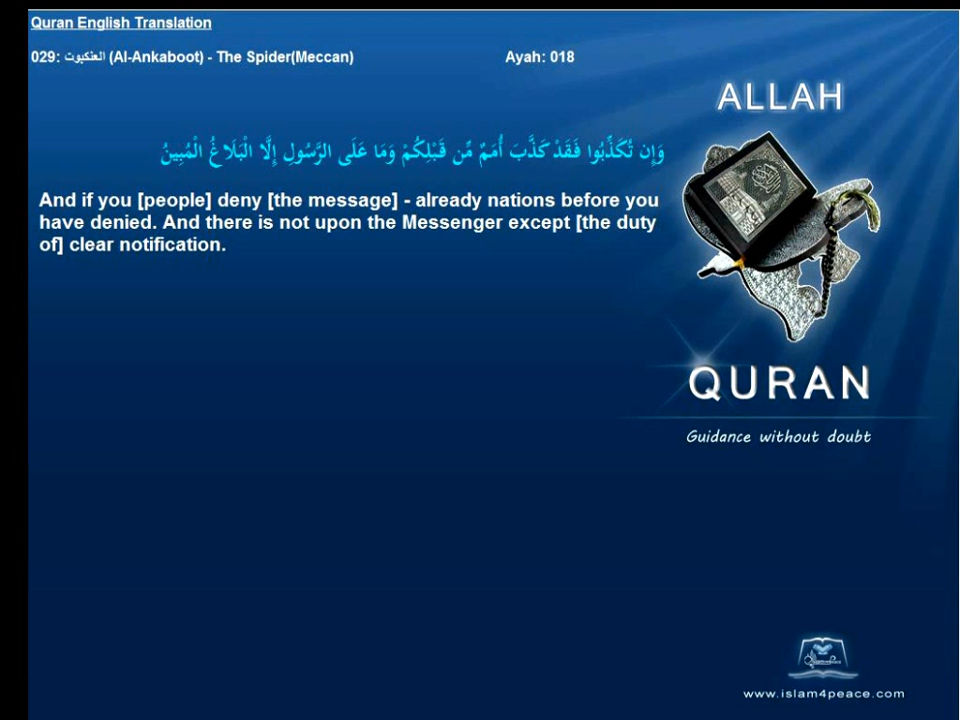 Quran English Translation
029: العنكبوت (Al-Ankaboot) - The Spider(Meccan) Ayah: 018
ALLAH
وَإِن تُكَذِّبُوا فَقَدْ كَذَّبَ أُمَمٌ مِّن قَبْلِكُمْ وَمَا عَلَى الرَّسُولِ إِلَّا الْبَلَاغُ الْمُبِينُ
And if you [people] deny [the message] - already nations before you
have denied. And there is not upon the Messenger except [the duty
of] clear notification.
QURAN
Guidance without doubt
www.islam4peace.com